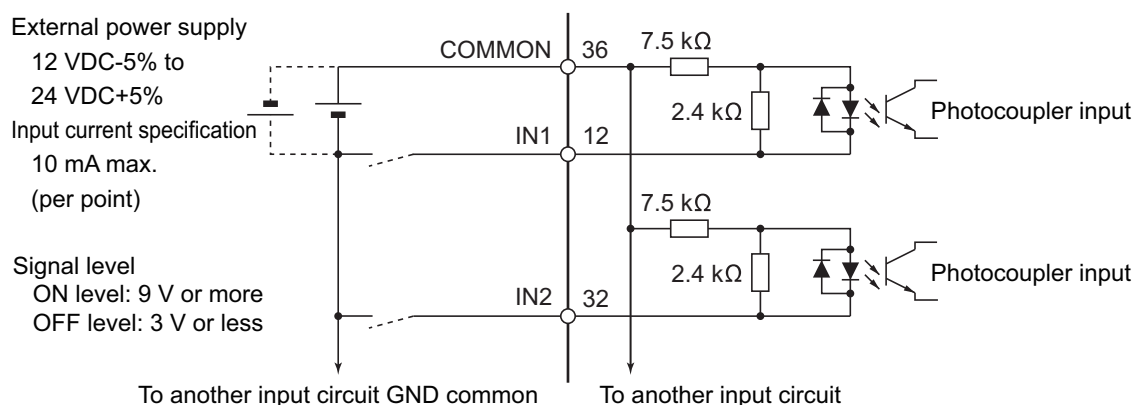 External power supply
12 VDC-5% to
24 VDC+5%
Input current specification
10 mA max.
(per point)
Signal level
ON level: 9 V or more
OFF level: 3 V or less
COMMON
36
7.5 kΩ
2.4 kΩ
Photocoupler input
IN1
12
7.5 kΩ
2.4 kΩ
Photocoupler input
IN2
32
To another input circuit GND common
To another input circuit